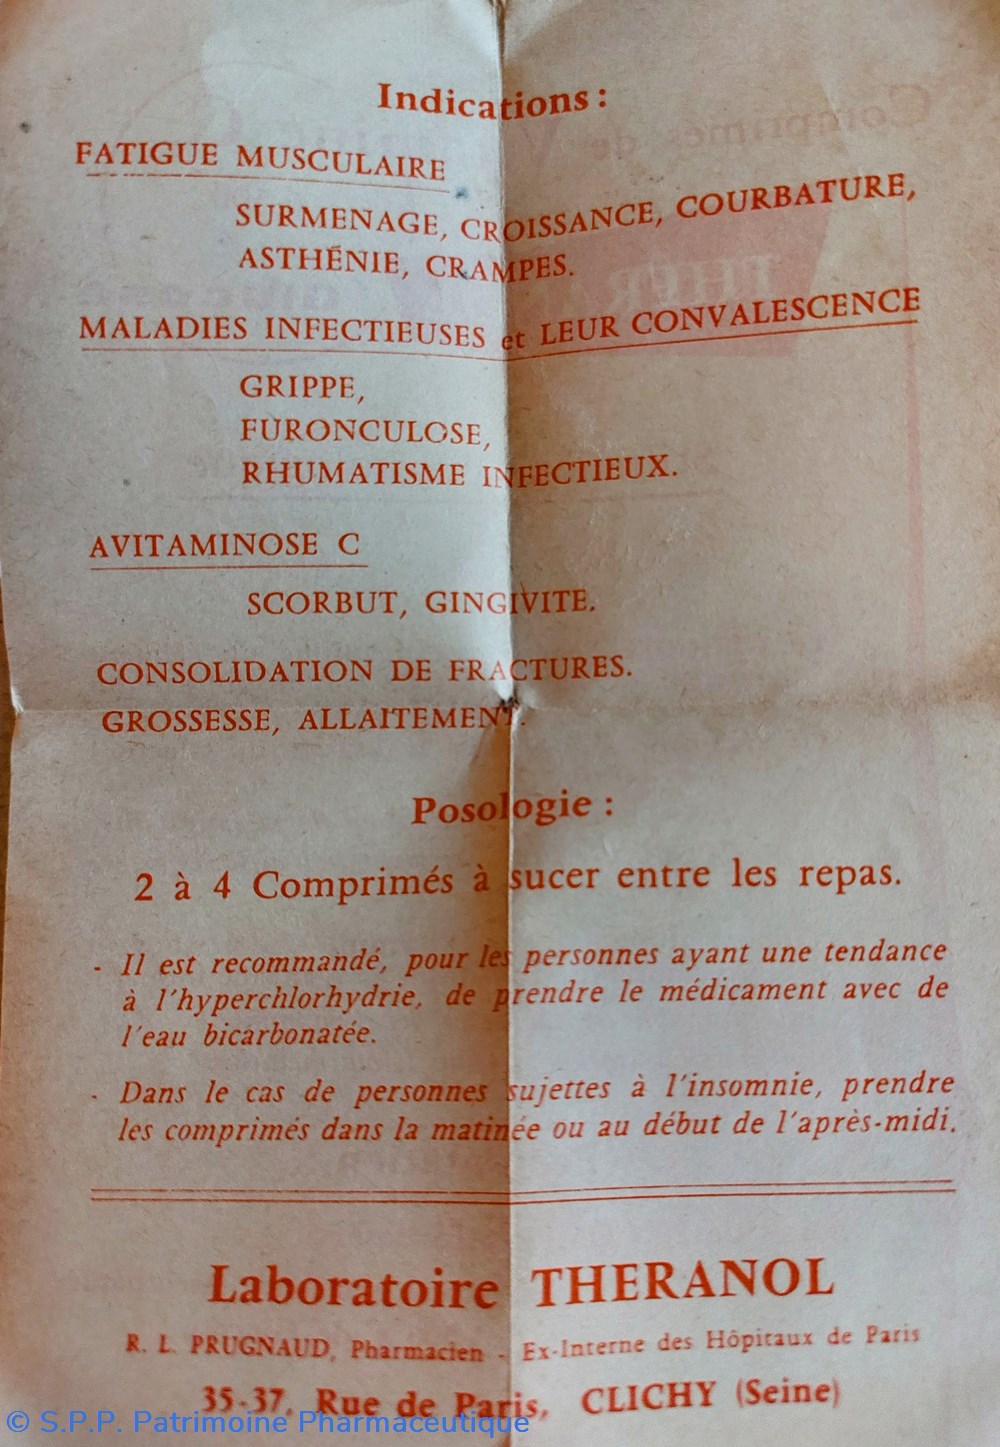 Indications :
FATIGUE MUSCULAIRE
SURMENAGE, CROISSANCE, COURBATURE,
ASTHÉNIE, CRAMPES.
MALADIES INFECTIEUSES et LEUR CONVALESCENCE
GRIPPE,
FURONCULOSE,
RHUMATISME INFECTIEUX.
AVITAMINOSE C
SCORBUT, GINGIVITE.
CONSOLIDATION DE FRACTURES.
GROSSESSE, ALLAITEMENT.
Posologie :
2 à 4 Comprimés à sucer entre les repas.
- Il est recommandé, pour les personnes ayant une tendance
à l'hyperchlorhydrie, de prendre le médicament avec de
l'eau bicarbonatée.
- Dans le cas de personnes sujettes à l'insomnie, prendre
les comprimés dans la matinée ou au début de l'après-midi.
Laboratoire THERANOL
R. L. PRUGNAUD, Pharmacien - Ex-Interne des Hôpitaux de Paris
35-37, Rue de Paris, CLICHY (Seine)
© S.P.P. Patrimoine Pharmaceutique